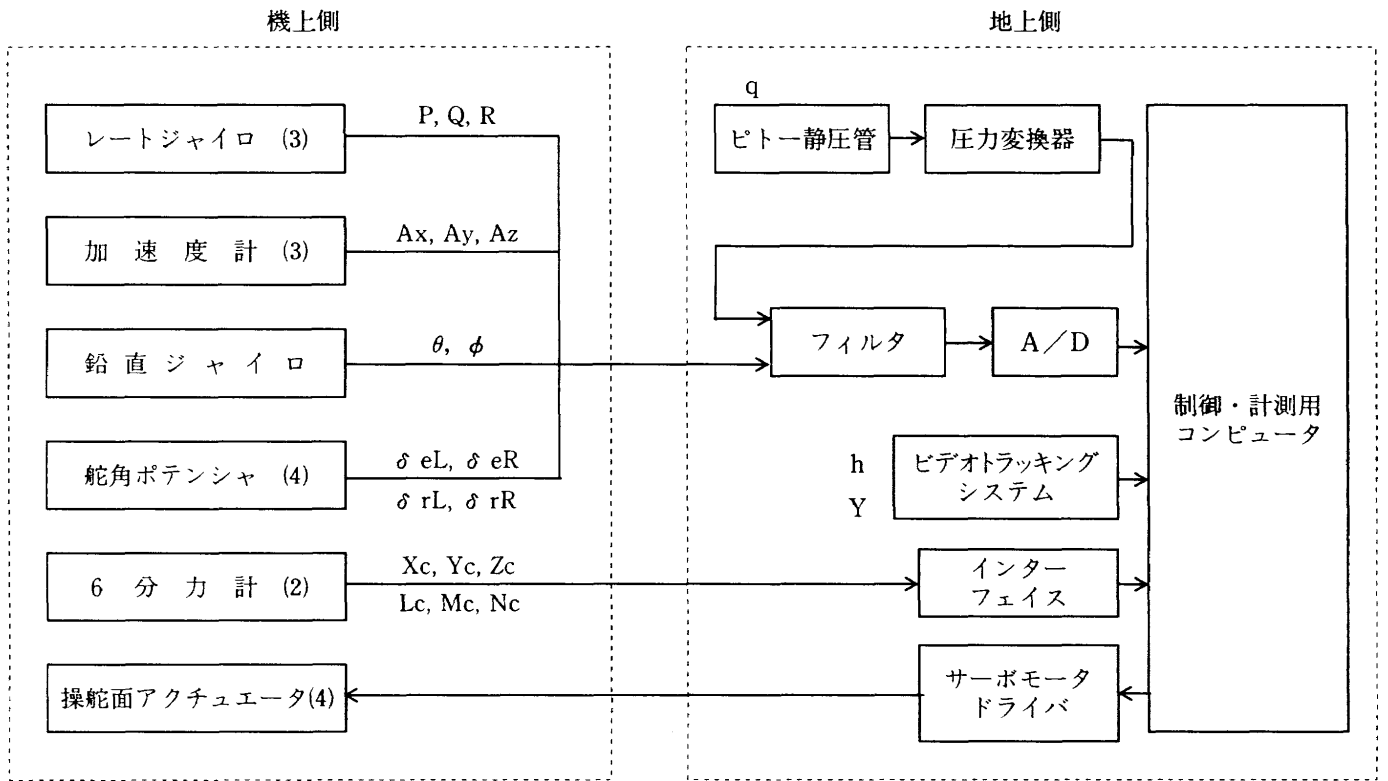 機上側
地上側
レートジャイロ (3)
P, Q, R
加速度計 (3)
Ax, Ay, Az
鉛直ジャイロ
θ, φ
舵角ポテンシャ (4)
δ eL, δ eR
δ rL, δ rR
6分力計 (2)
Xc, Yc, Zc
Lc, Mc, Nc
操舵面アクチュエータ(4)
q
ピトー静圧管
圧力変換器
フィルタ
A/D
h
Y
ビデオトラッキング
システム
インター
フェイス
サーボモータ
ドライバ
制御・計測用
コンピュータ